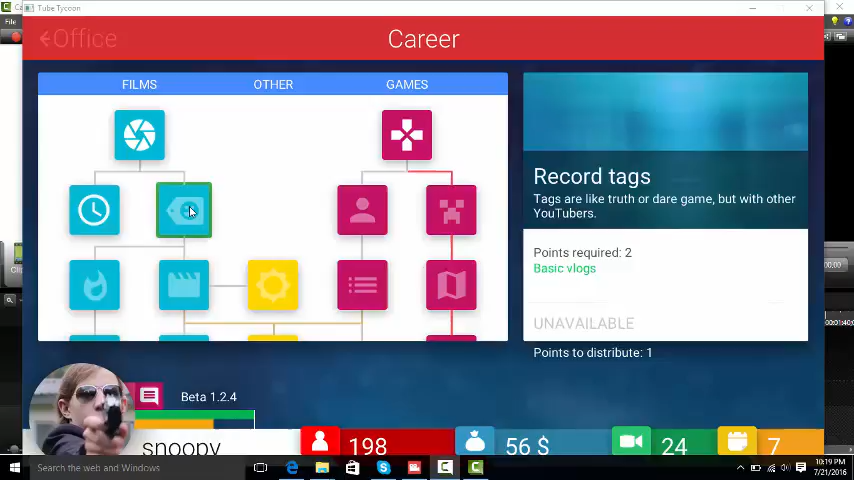 Tube Tycoon
File
Office
Career
FILMS
OTHER
GAMES
Record tags
Tags are like truth or dare game, but with other
YouTubers.
Points required: 2
Basic vlogs
UNAVAILABLE
Points to distribute: 1
Beta 1.2.4
snoopy
198
56 $
24
7
Search the web and Windows
10:19 PM
7/21/2016